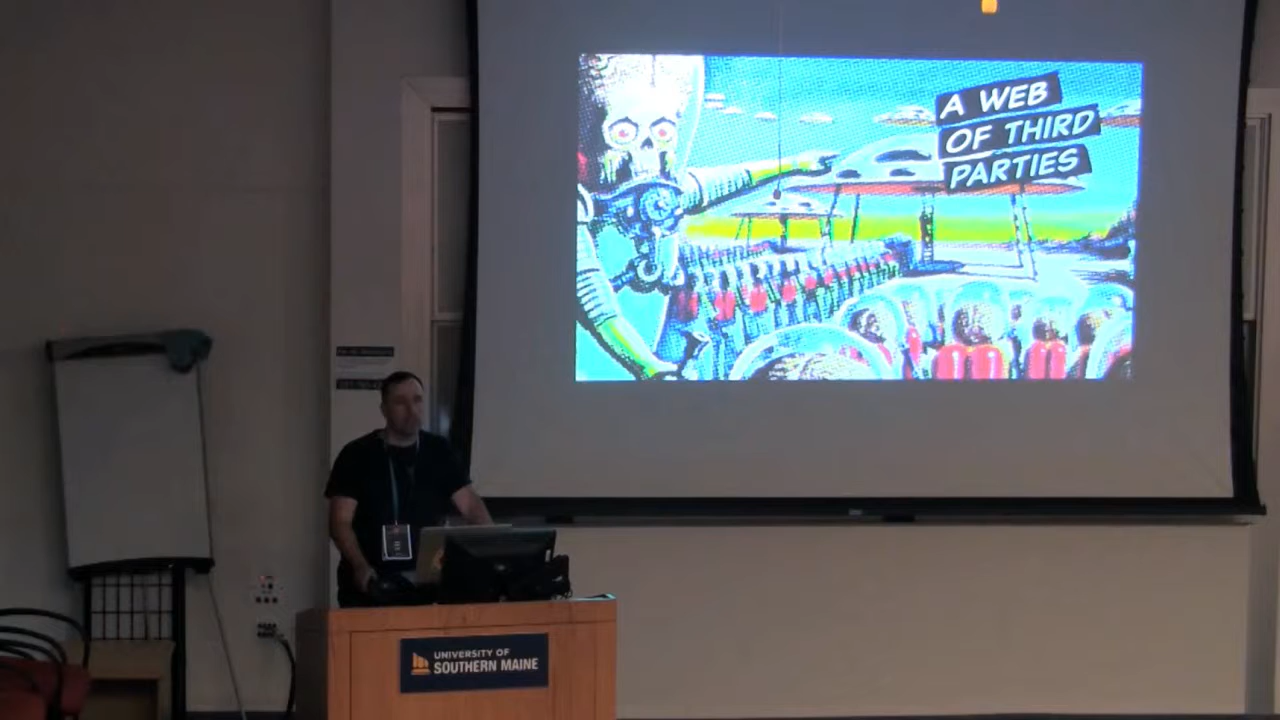 A WEB
OF THIRD
PARTIES
UNIVERSITY OF
SOUTHERN MAINE